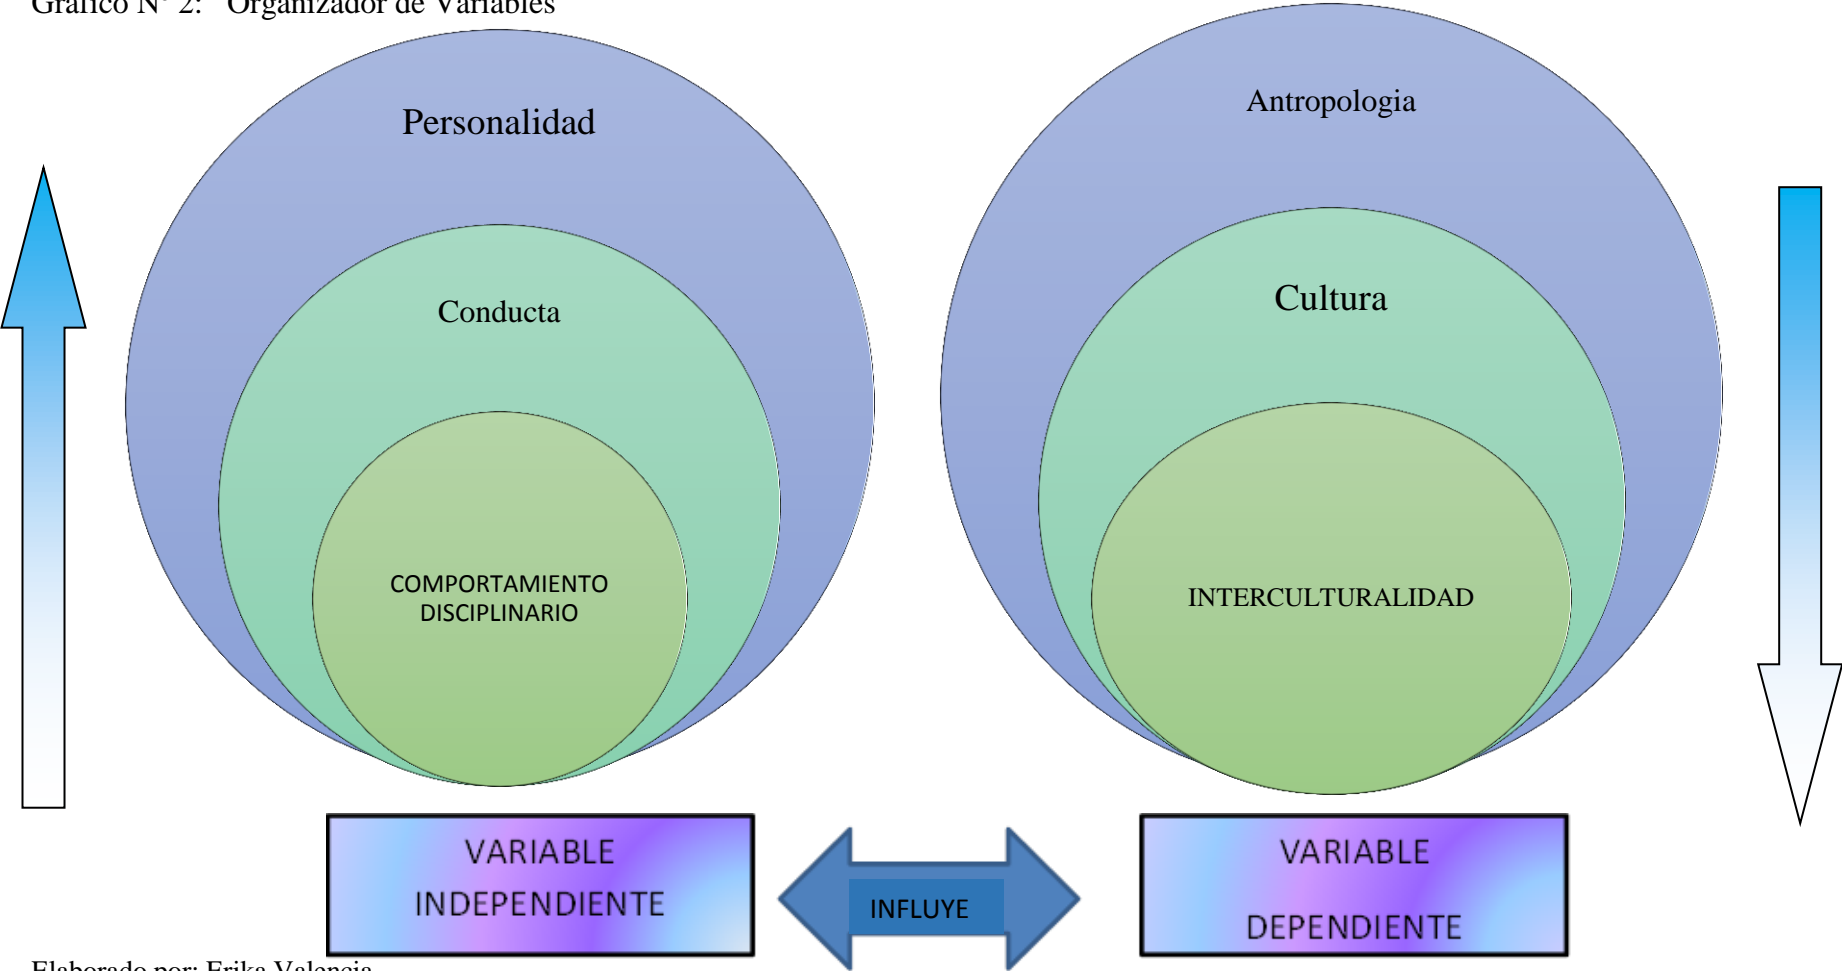 Gráfico N° 2: Organizador de Variables
Personalidad
Conducta
COMPORTAMIENTO
DISCIPLINARIO
Antropologia
Cultura
INTERCULTURALIDAD
VARIABLE
INDEPENDIENTE
INFLUYE
VARIABLE
DEPENDIENTE
Elaborado por: Erika Valencia